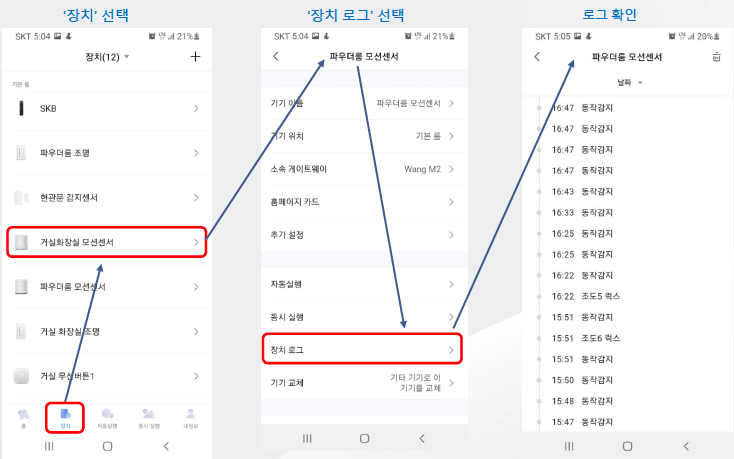 ‘장치’ 선택
SKT 5:04 21%
장치(12)
기본 룸
SKB
파우더룸 조명
현관문 감지센서
거실화장실 모션센서
파우더룸 모션센서
거실 화장실 조명
거실 무선버튼1
홈 장치 자동실행 동시 실행 내정보
‘장치 로그’ 선택
SKT 5:04 21%
파우더룸 모션센서
기기 이름 파우더룸 모션센서
기기 위치 기본 룸
소속 게이트웨이 Wang M2
홈페이지 카드
추가 설정
자동실행
동시 실행
장치 로그
기기 교체 기타 기기로 이
기기를 교체
로그 확인
SKT 5:05 20%
파우더룸 모션센서
날짜
16:47 동작감지
16:47 동작감지
16:47 동작감지
16:47 동작감지
16:43 동작감지
16:33 동작감지
16:25 동작감지
16:25 동작감지
16:22 동작감지
16:22 조도5 럭스
15:51 동작감지
15:51 조도6 럭스
15:51 동작감지
15:50 동작감지
15:48 동작감지
15:47 동작감지